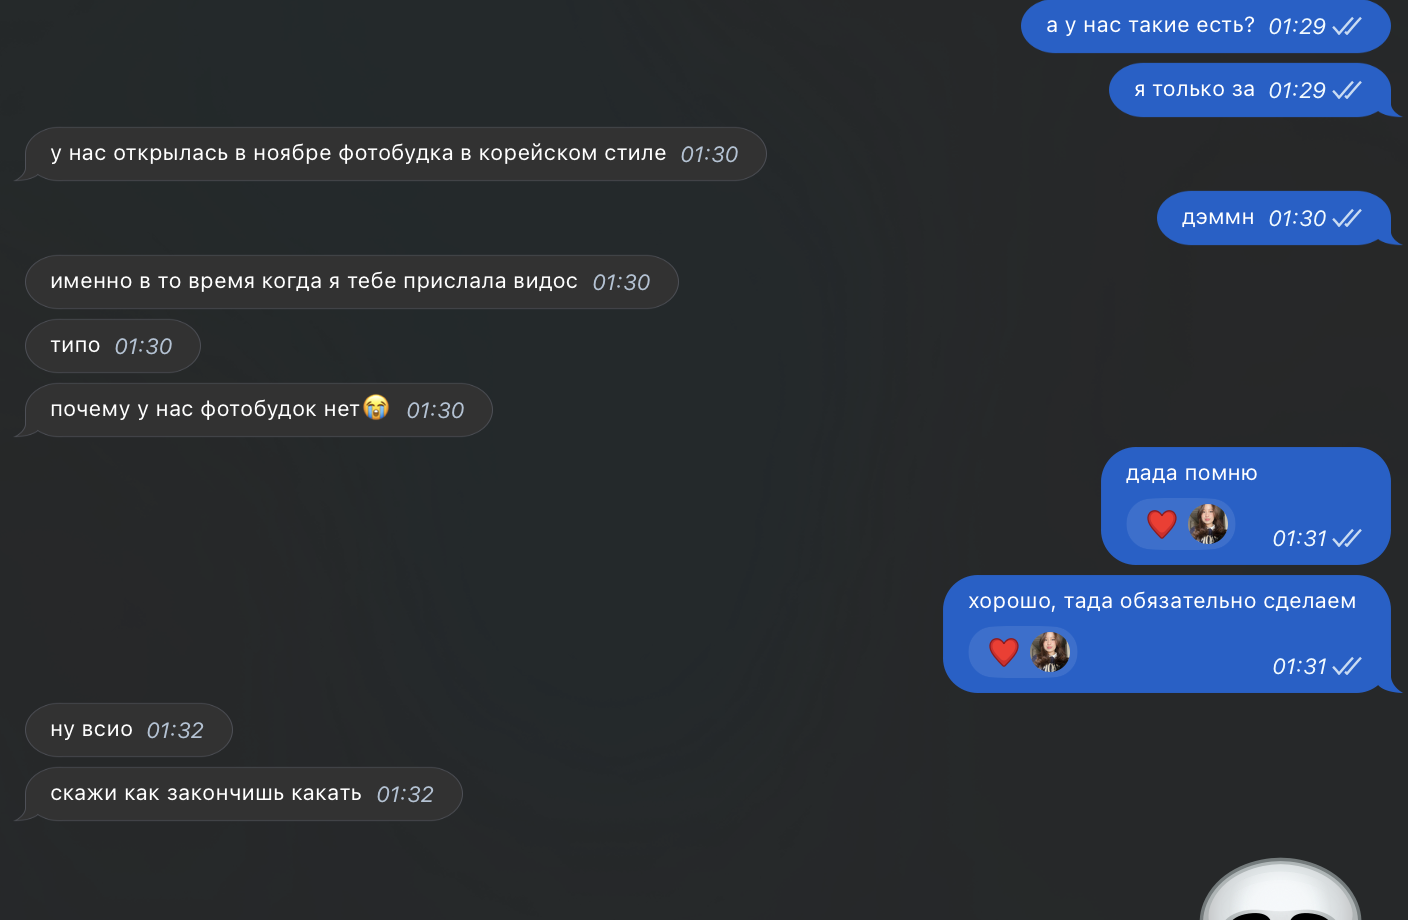 а у нас такие есть? 01:29
я только за 01:29
у нас открылась в ноябре фотобудка в корейском стиле 01:30
дэммн 01:30
именно в то время когда я тебе прислала видос 01:30
типо 01:30
почему у нас фотобудок нет😭 01:30
дада помню
❤️ 01:31
хорошо, тада обязательно сделаем
❤️ 01:31
ну всио 01:32
скажи как закончишь какать 01:32